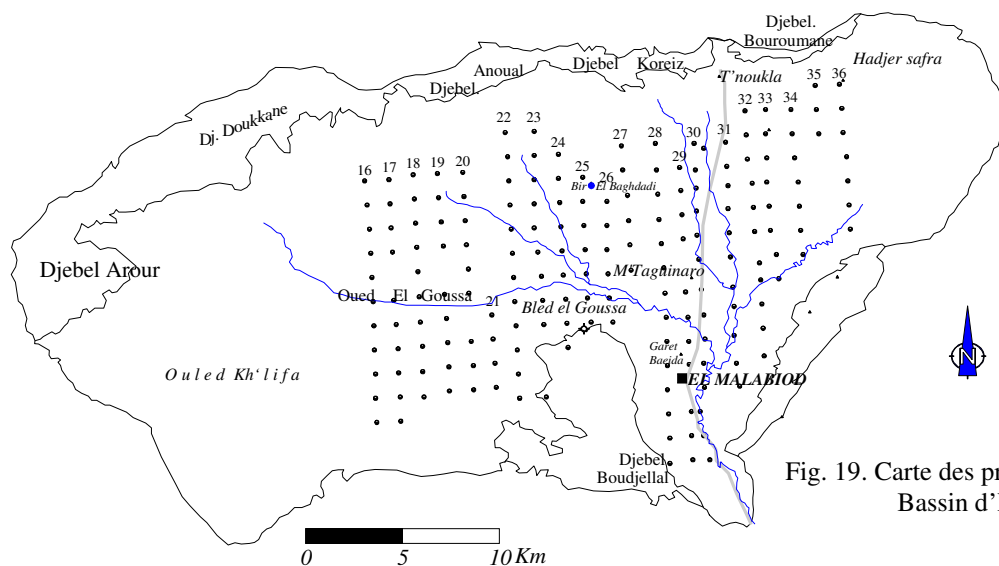 Djebel.
Bouroumane
Hadjer safra
Djebel Koreiz
Djebel. Anoual
T'noukla
Dj. Doukkane
35 36
32 33 34
22 23
27 28 30 31
24
16 17 18 19 20
25 26 29
Bir El Baghdadi
Djebel Arour
M'Taguinaro
Oued El Goussa
21
Bled el Goussa
Garet
Baeida
Ouled Kh‘lifa
EL MALABIOD
Djebel
Boudjellal
N
Fig. 19. Carte des
Bassin
0 5 10 Km